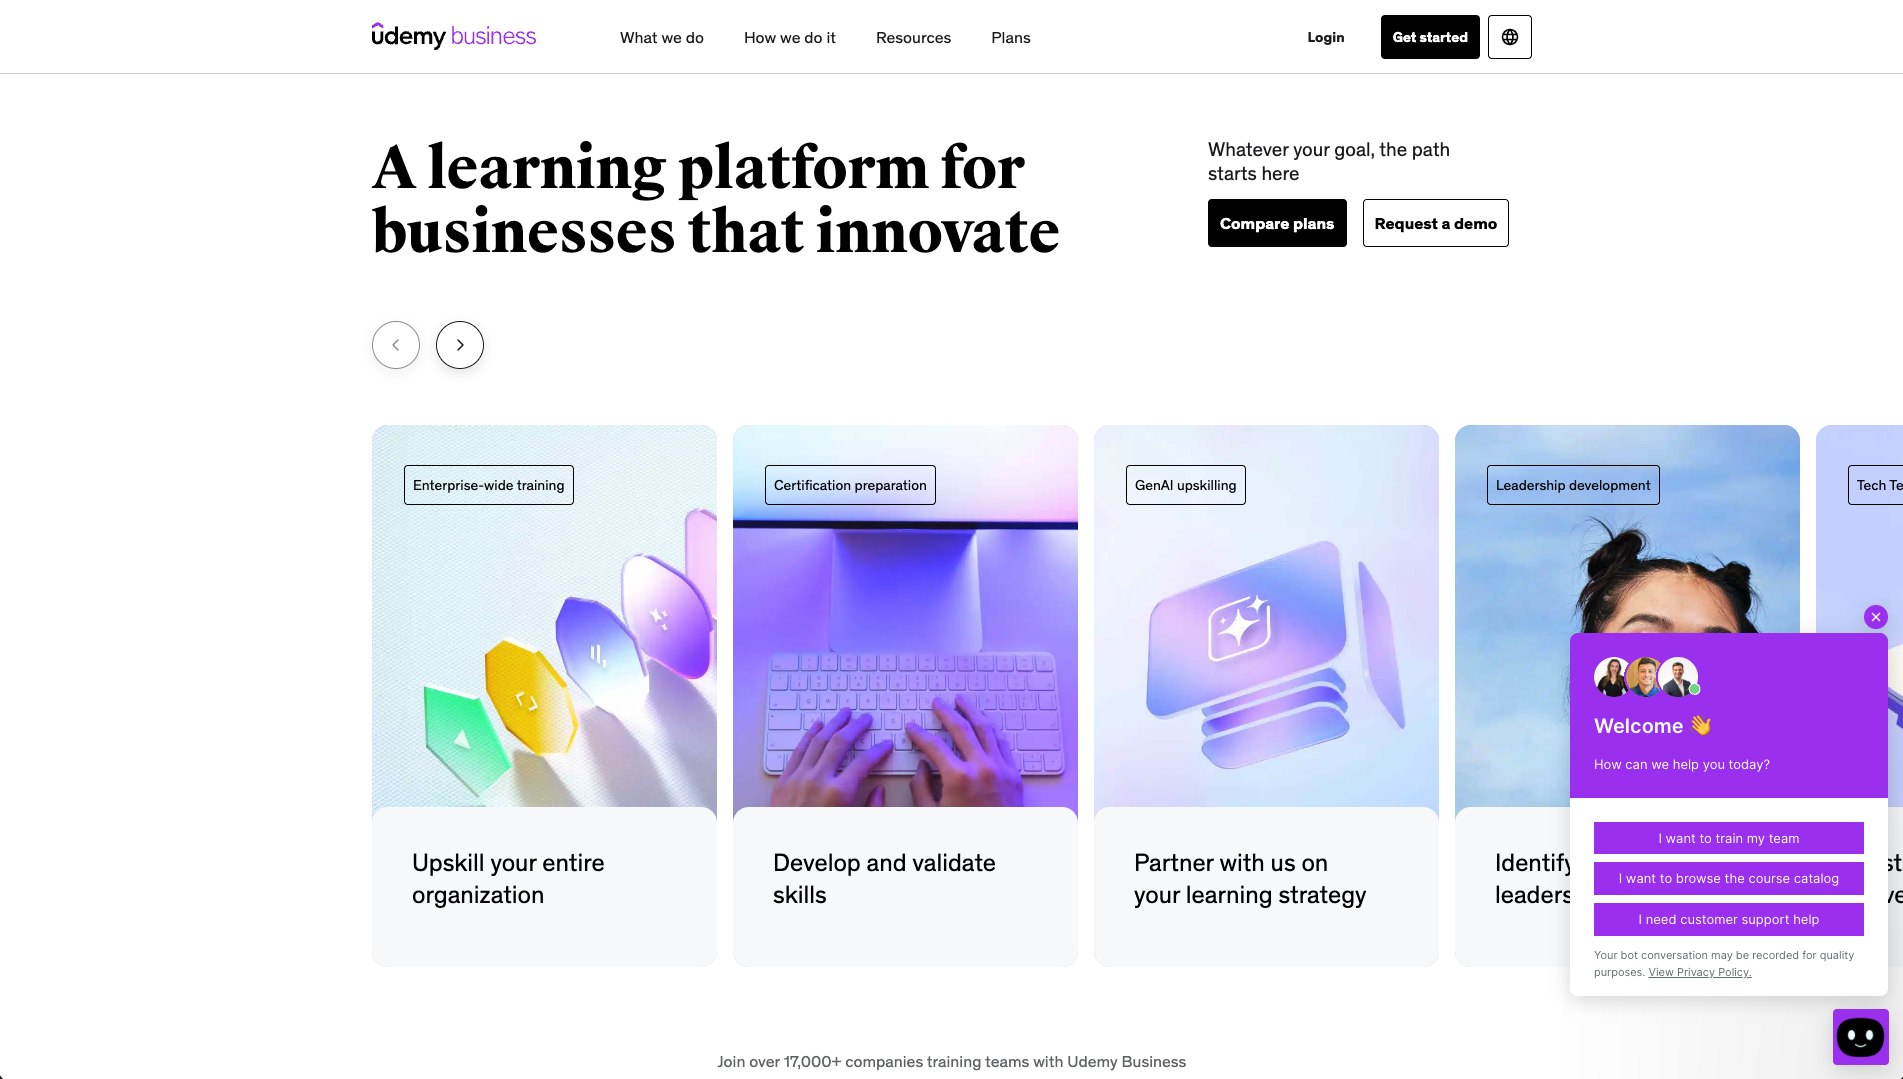 udemy business
What we do
How we do it
Resources
Plans
Login
Get started
A learning platform for
businesses that innovate
Whatever your goal, the path
starts here
Compare plans
Request a demo
Enterprise-wide training
Upskill your entire
organization
Certification preparation
Develop and validate
skills
GenAI upskilling
Partner with us on
your learning strategy
Leadership development
Identify
leaders
Tech Te
Welcome 👋
How can we help you today?
I want to train my team
I want to browse the course catalog
I need customer support help
Your bot conversation may be recorded for quality
purposes. View Privacy Policy.
Join over 17,000+ companies training teams with Udemy Business